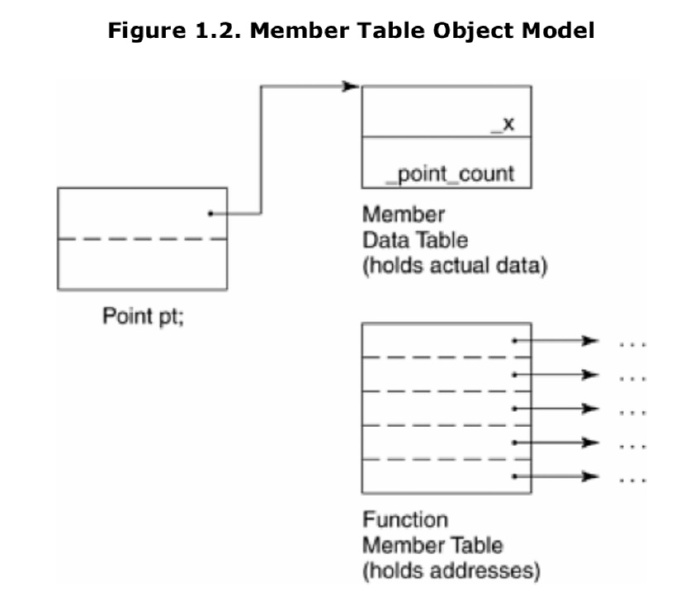 Figure 1.2. Member Table Object Model
_x
_point_count
Member
Data Table
(holds actual data)
Point pt;
...
...
...
...
...
Function
Member Table
(holds addresses)